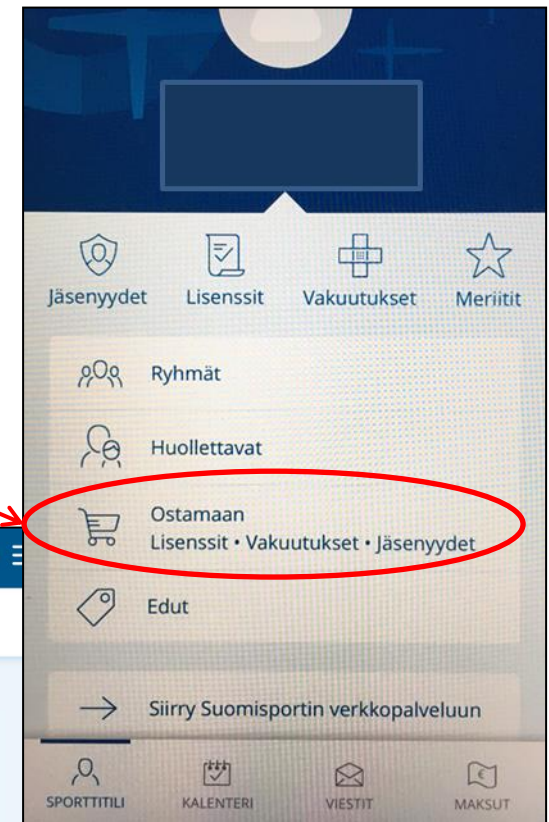 Jäsenyydet
Lisenssit
Vakuutukset
Meriitit
Ryhmät
Huollettavat
Ostamaan
Lisenssit • Vakuutukset • Jäsenyydet
Edut
Siirry Suomisportin verkkopalveluun
SPORTTITILI
KALENTERI
VIESTIT
MAKSUT